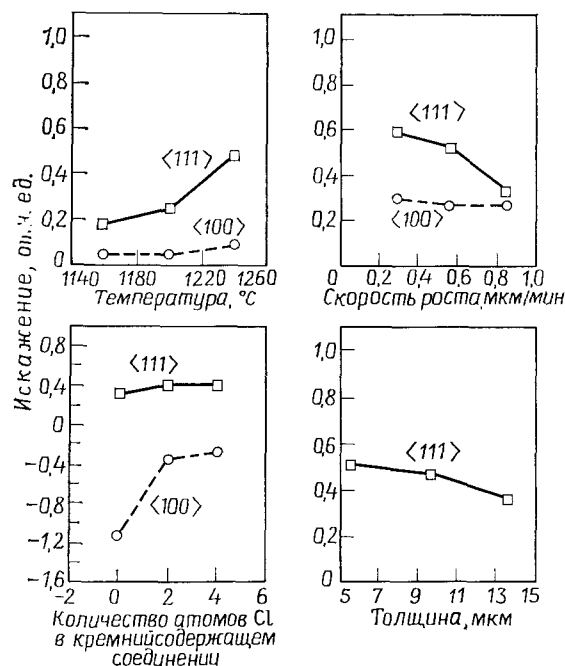 Искажение, отн. ед.
1,0
0,8
0,6
0,4
0,2
0
⟨111⟩
⟨100⟩
1140 1180 1220 1260
Температура, °С
1,0
0,8
0,6
0,4
0,2
⟨111⟩
⟨100⟩
0 0,2 0,4 0,6 0,8 1,0
Скорость роста, мкм/мин
0,8
0,4
0
-0,4
-0,8
-1,2
-1,6
⟨111⟩
⟨100⟩
-2 0 2 4 6
Количество атомов Cl
в кремнийсодержащем
соединении
1,0
0,8
0,6
0,4
0,2
0
⟨111⟩
5 7 9 11 13 15
Толщина, мкм